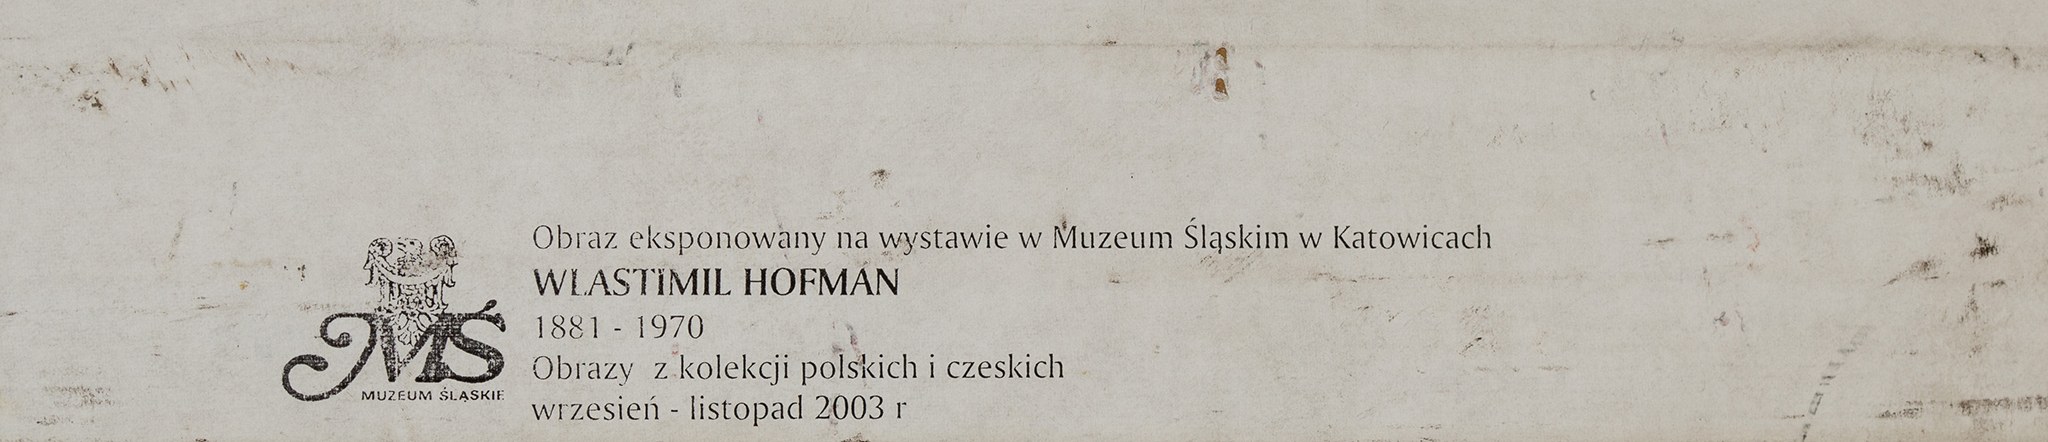 Obraz eksponowany na wystawie w Muzeum Śląskim w Katowicach
WLASTIMIL HOFMAN
1881 - 1970
Obrazy z kolekcji polskich i czeskich
wrzesień - listopad 2003 r
MŚ
MUZEUM ŚLĄSKIE